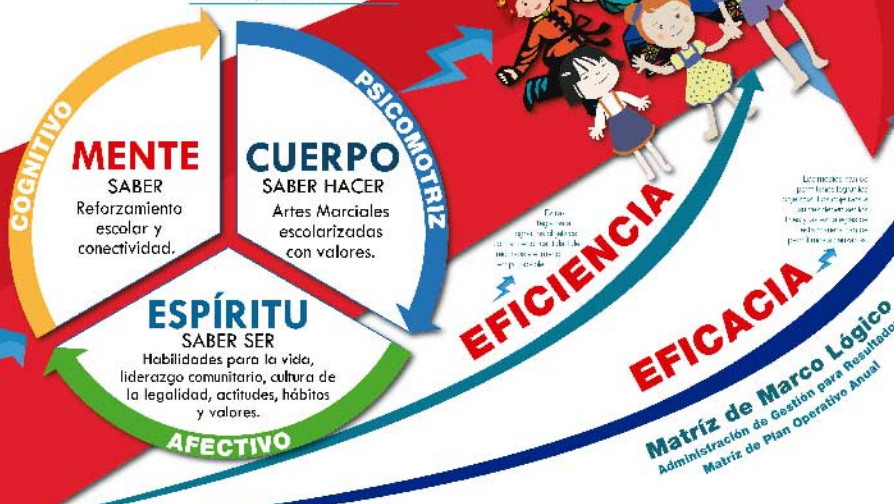 COGNITIVO
MENTE
SABER
Reforzamiento
escolar y
conectividad.
PSICOMOTRIZ
CUERPO
SABER HACER
Artes Marciales
escolarizadas
con valores.
ESPÍRITU
SABER SER
Habilidades para la vida,
liderazgo comunitario, cultura de
la legalidad, actitudes, hábitos
y valores.
AFECTIVO
EFICIENCIA
EFICACIA
Matríz de Marco Lógico
Administración de Gestión para Resultados
Matríz de Plan Operativo Anual